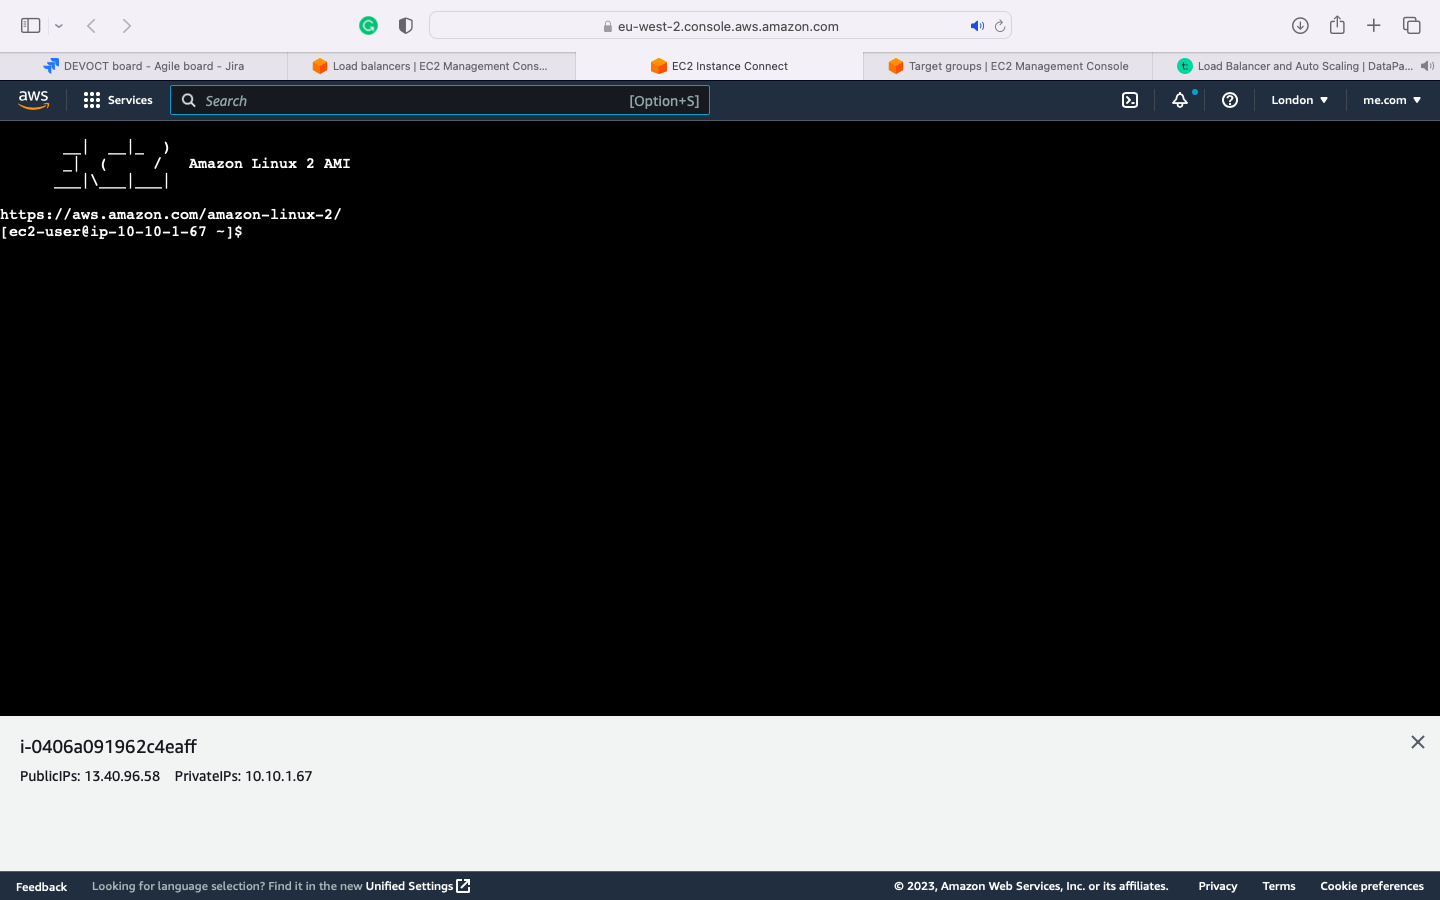 eu-west-2.console.aws.amazon.com
DEVOCT board - Agile board - Jira
Load balancers | EC2 Management Cons...
EC2 Instance Connect
Target groups | EC2 Management Console
Load Balancer and Auto Scaling | DataPa...
aws
Services
Search
[Option+S]
London
me.com
__| __|_ )
_| ( / Amazon Linux 2 AMI
___|\___|___|
https://aws.amazon.com/amazon-linux-2/
[ec2-user@ip-10-10-1-67 ~]$
i-0406a091962c4eaff
PublicIPs: 13.40.96.58 PrivateIPs: 10.10.1.67
Feedback
Looking for language selection? Find it in the new Unified Settings
© 2023, Amazon Web Services, Inc. or its affiliates.
Privacy
Terms
Cookie preferences